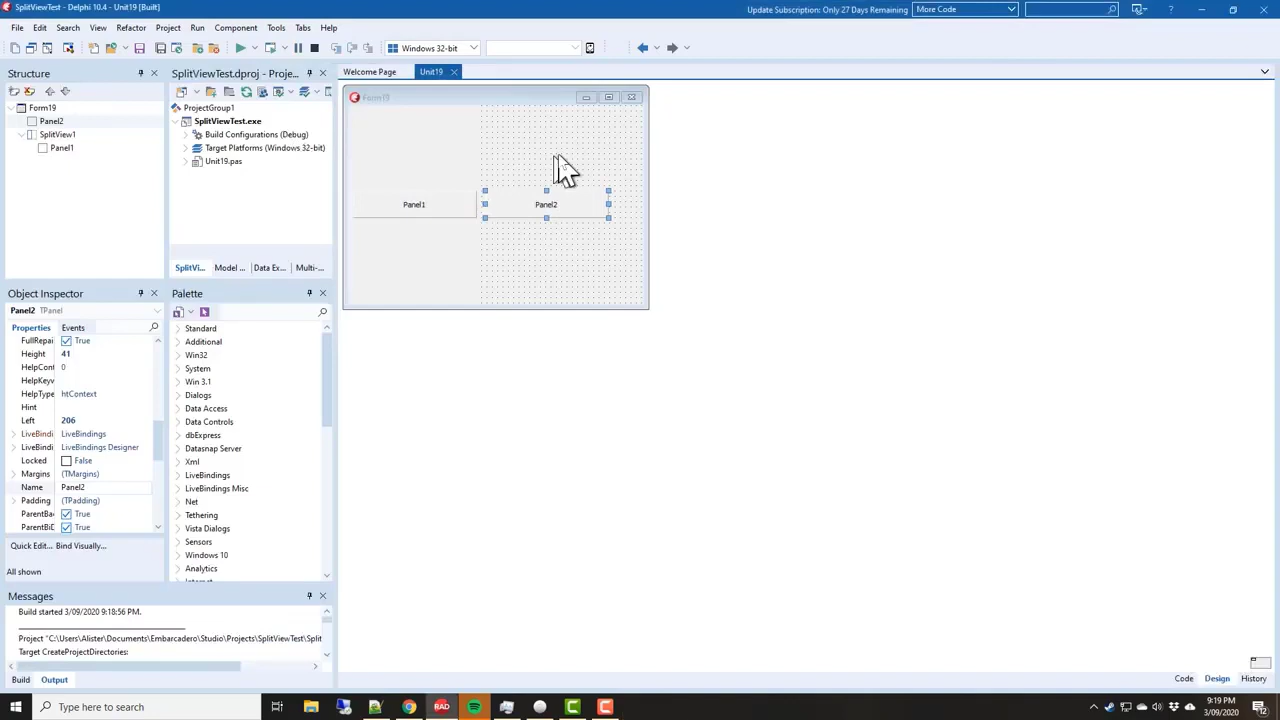 SplitViewTest - Delphi 10.4 - Unit19 [Built]
Update Subscription: Only 27 Days Remaining
More Code
File Edit Search View Refactor Project Run Component Tools Tabs Help
Windows 32-bit
Structure
SplitViewTest.dproj - Proje...
Welcome Page
Unit19
Form19
Panel2
SplitView1
Panel1
ProjectGroup1
SplitViewTest.exe
Build Configurations (Debug)
Target Platforms (Windows 32-bit)
Unit19.pas
SplitVi... Model ... Data Ex... Multi-...
Form19
Panel1
Panel2
Object Inspector
Panel2 TPanel
Properties Events
FullRepai True
Height 41
HelpCont 0
HelpKeyw
HelpType htContext
Hint
Left 206
LiveBindi LiveBindings
LiveBindi LiveBindings Designer
Locked False
Margins (TMargins)
Name Panel2
Padding (TPadding)
ParentBac True
ParentBiD True
Quick Edit... Bind Visually...
All shown
Palette
Standard
Additional
Win32
System
Win 3.1
Dialogs
Data Access
Data Controls
dbExpress
Datasnap Server
Xml
LiveBindings
LiveBindings Misc
Net
Tethering
Vista Dialogs
Sensors
Windows 10
Analytics
Messages
Build started 3/09/2020 9:18:56 PM.
Project "C:\Users\Alister\Documents\Embarcadero\Studio\Projects\SplitViewTest\Split
Target CreateProjectDirectories:
Build Output
Code Design History
Type here to search
RAD
9:19 PM
3/09/2020
12